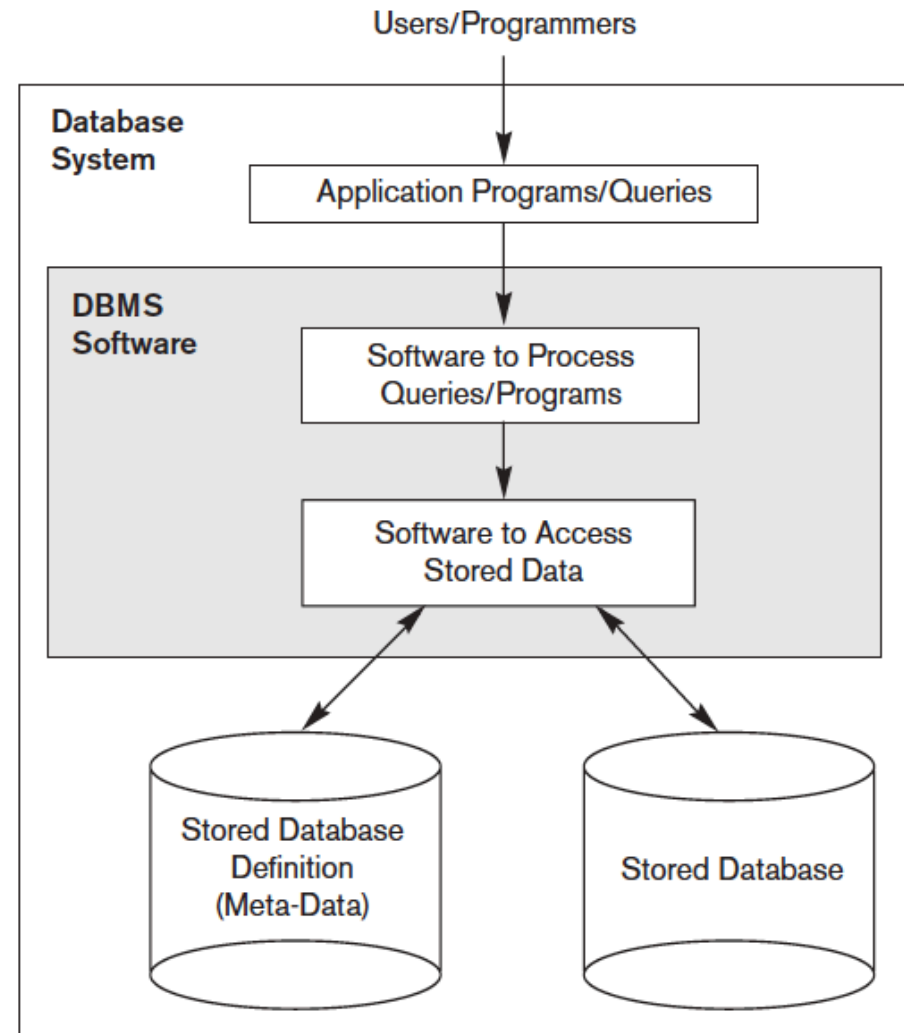 Users/Programmers
Database
System
Application Programs/Queries
DBMS
Software
Software to Process
Queries/Programs
Software to Access
Stored Data
Stored Database
Definition
(Meta-Data)
Stored Database